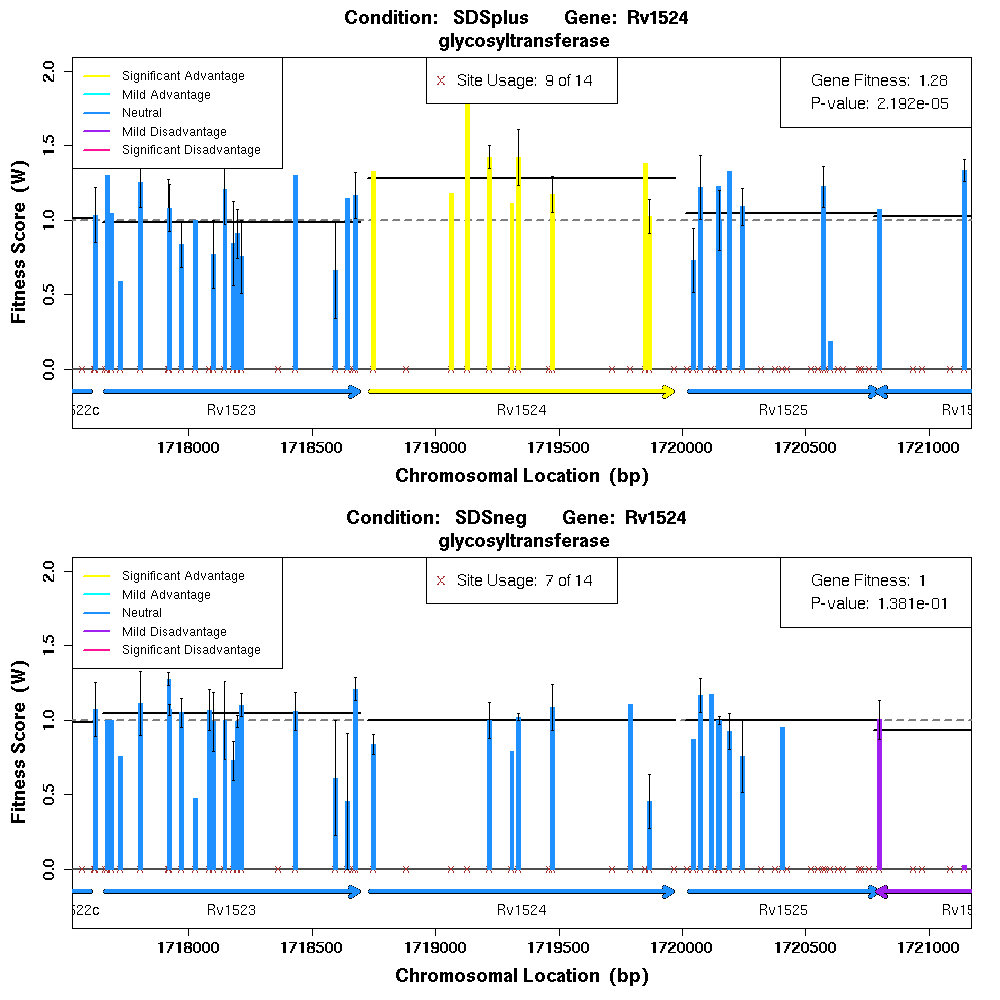 Condition: SDSplus Gene: Rv1524
glycosyltransferase
Significant Advantage
Mild Advantage
Neutral
Mild Disadvantage
Significant Disadvantage
x Site Usage: 9 of 14
Gene Fitness: 1.28
P-value: 2.192e-05
Fitness Score (W)
2.0
1.5
1.0
0.5
0.0
522c Rv1523 Rv1524 Rv1525 Rv15
1718000 1718500 1719000 1719500 1720000 1720500 1721000
Chromosomal Location (bp)
Condition: SDSneg Gene: Rv1524
glycosyltransferase
Significant Advantage
Mild Advantage
Neutral
Mild Disadvantage
Significant Disadvantage
x Site Usage: 7 of 14
Gene Fitness: 1
P-value: 1.381e-01
Fitness Score (W)
2.0
1.5
1.0
0.5
0.0
522c Rv1523 Rv1524 Rv1525 Rv15
1718000 1718500 1719000 1719500 1720000 1720500 1721000
Chromosomal Location (bp)